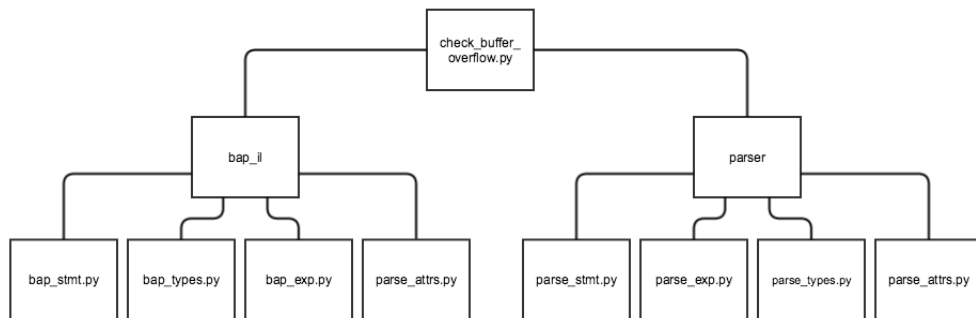 check_buffer_
overflow.py
bap_il
parser
bap_stmt.py
bap_types.py
bap_exp.py
parse_attrs.py
parse_stmt.py
parse_exp.py
parse_types.py
parse_attrs.py